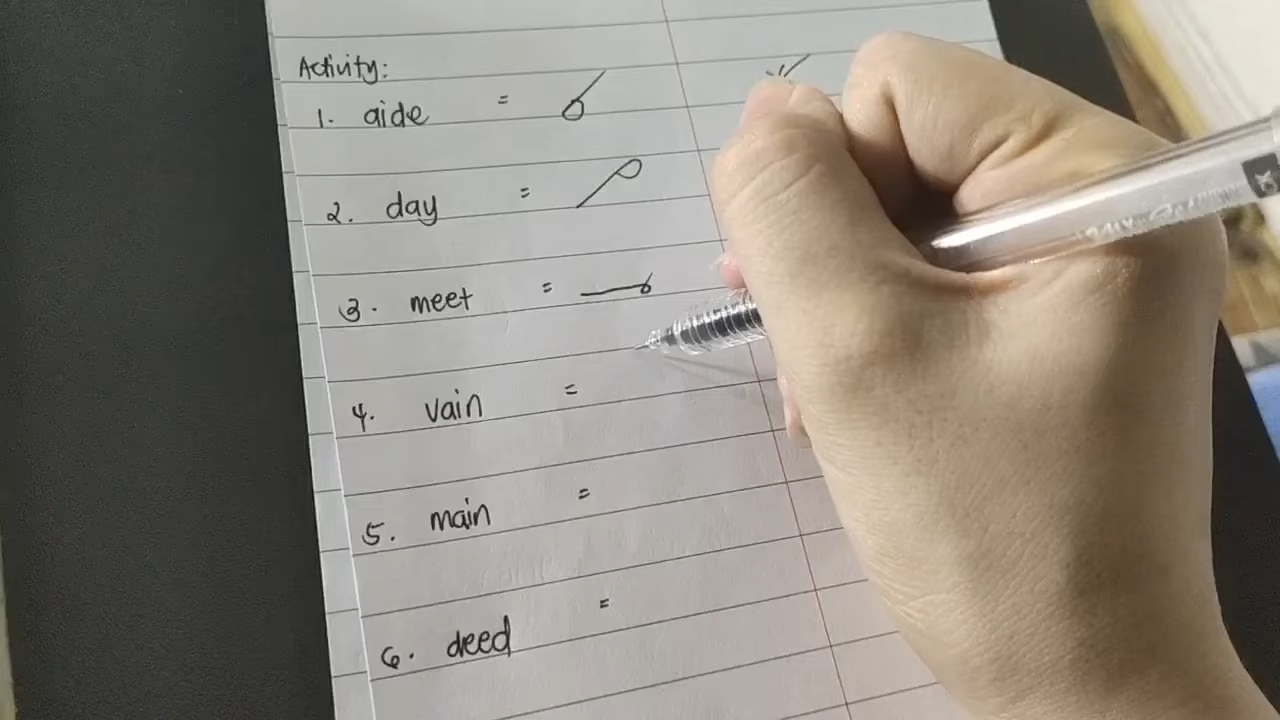 Activity:
1. aide =
2. day =
3. meet =
4. vain =
5. main =
6. deed =